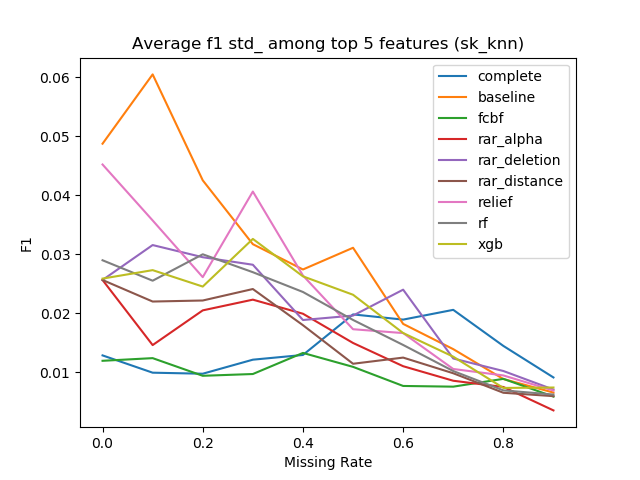 Average f1 std_ among top 5 features (sk_knn)
0.06
0.05
0.04
0.03
0.02
0.01
F1
0.0
0.2
0.4
0.6
0.8
Missing Rate
complete
baseline
fcbf
rar_alpha
rar_deletion
rar_distance
relief
rf
xgb